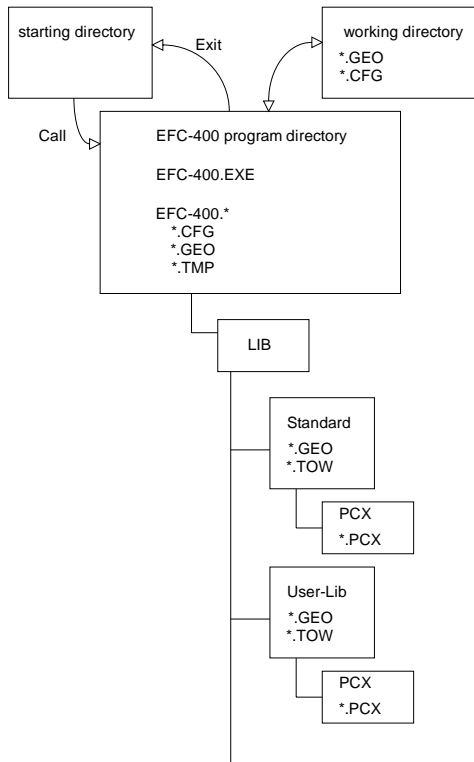 starting directory
Exit
working directory
*.GEO
*.CFG
Call
EFC-400 program directory
EFC-400.EXE
EFC-400.*
*.CFG
*.GEO
*.TMP
LIB
Standard
*.GEO
*.TOW
PCX
*.PCX
User-Lib
*.GEO
*.TOW
PCX
*.PCX